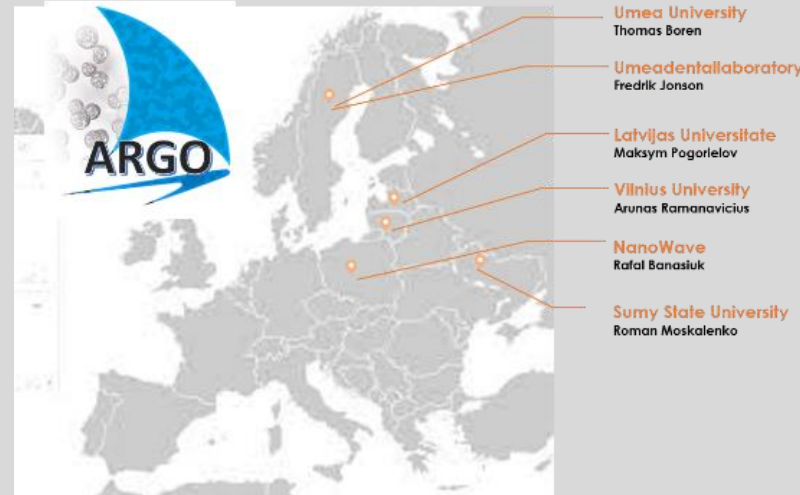 ARGO
Umea University
Thomas Boren
Umeadentallaboratory
Fredrik Jonson
Latvijas Universitate
Maksym Pogorielov
Vilnius University
Arunas Ramanavicius
NanoWave
Rafal Banasiuk
Sumy State University
Roman Moskalenko